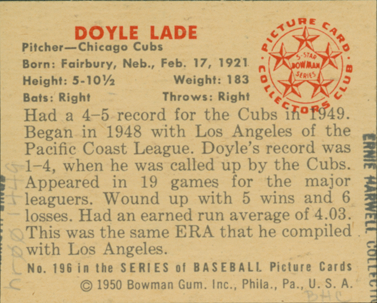 DOYLE LADE
Pitcher—Chicago Cubs
Born: Fairbury, Neb., Feb. 17, 1921
Height: 5-10½ Weight: 183
Bats: Right Throws: Right
PICTURE CARD
COLLECTORS CLUB
5-STAR
BOWMAN
SERIES
Had a 4-5 record for the Cubs in 1949.
Began in 1948 with Los Angeles of the
Pacific Coast League. Doyle's record was
1-4, when he was called up by the Cubs.
Appeared in 19 games for the major
leaguers. Wound up with 5 wins and 6
losses. Had an earned run average of 4.03.
This was the same ERA that he compiled
with Los Angeles.
No. 196 in the SERIES of BASEBALL Picture Cards
© 1950 Bowman Gum. Inc., Phila., Pa., U. S. A.
ERNIE HARWELL COLLEC